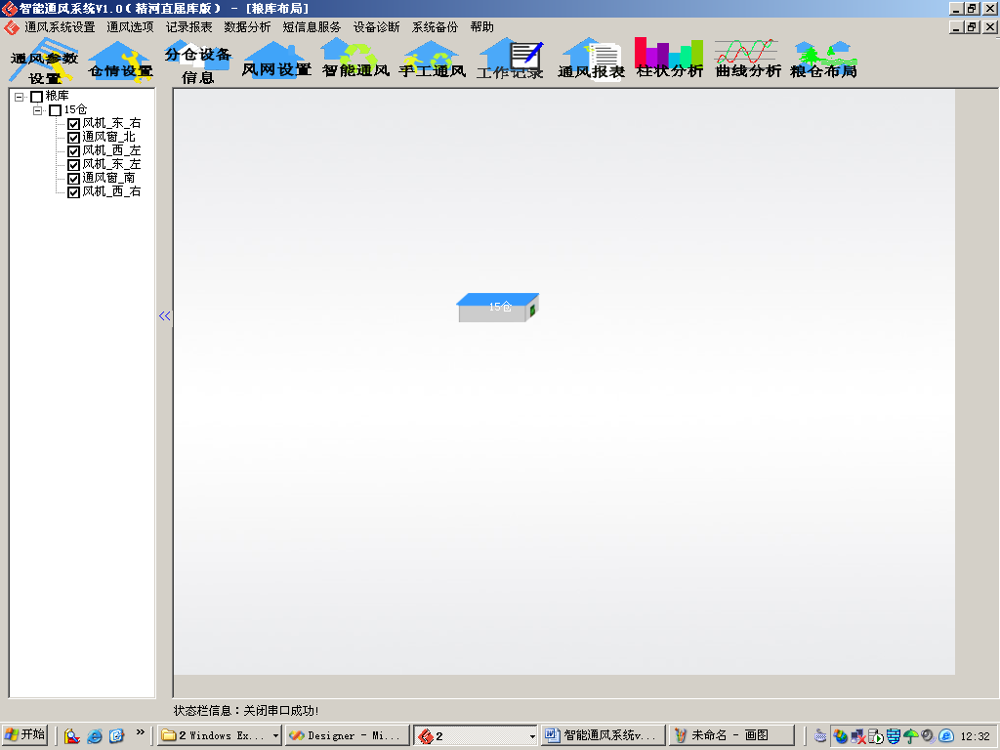 智能通风系统V1.0(精河直属库版) - [粮库布局]
通风系统设置 通风选项 记录报表 数据分析 短信息服务 设备诊断 系统备份 帮助
通风参数设置 仓情设置 分仓设备信息 风网设置 智能通风 手工通风 工作记录 通风报表 柱状分析 曲线分析 粮仓布局
粮库
15仓
风机_东_右
通风窗_北
风机_西_左
风机_东_左
通风窗_南
风机_西_右
<<
15仓
状态栏信息：关闭串口成功!
开始 » 2 Windows Ex... Designer - Mi... 2 智能通风系统v... 未命名 - 画图 12:32